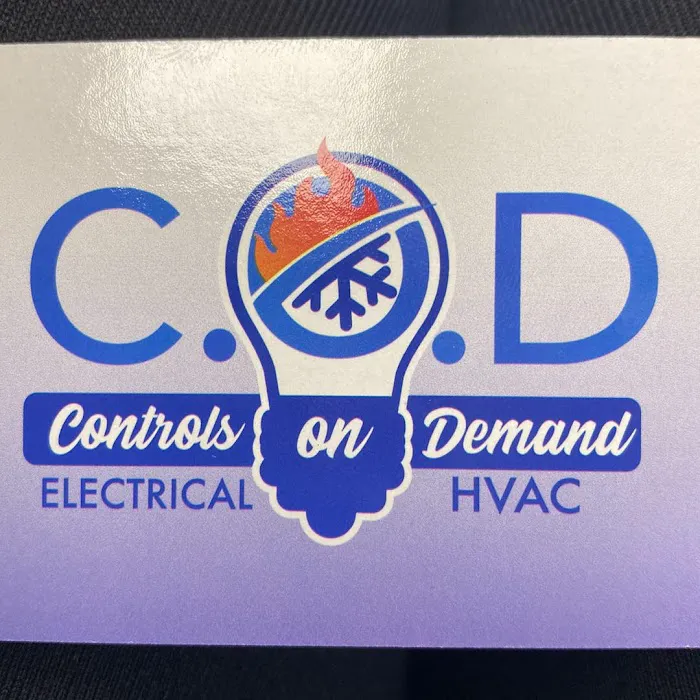 C.O.D
Controls on Demand
ELECTRICAL HVAC